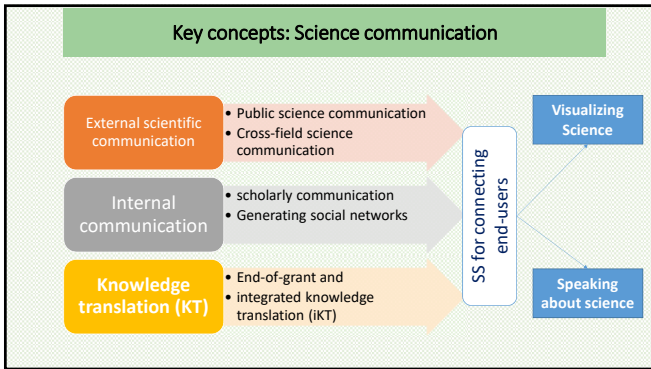 Key concepts: Science communication
External scientific
communication
• Public science communication
• Cross-field science
communication
Internal
communication
• scholarly communication
• Generating social networks
Knowledge
translation (KT)
• End-of-grant and
• integrated knowledge
translation (iKT)
SS for connecting
end-users
Visualizing
Science
Speaking
about science